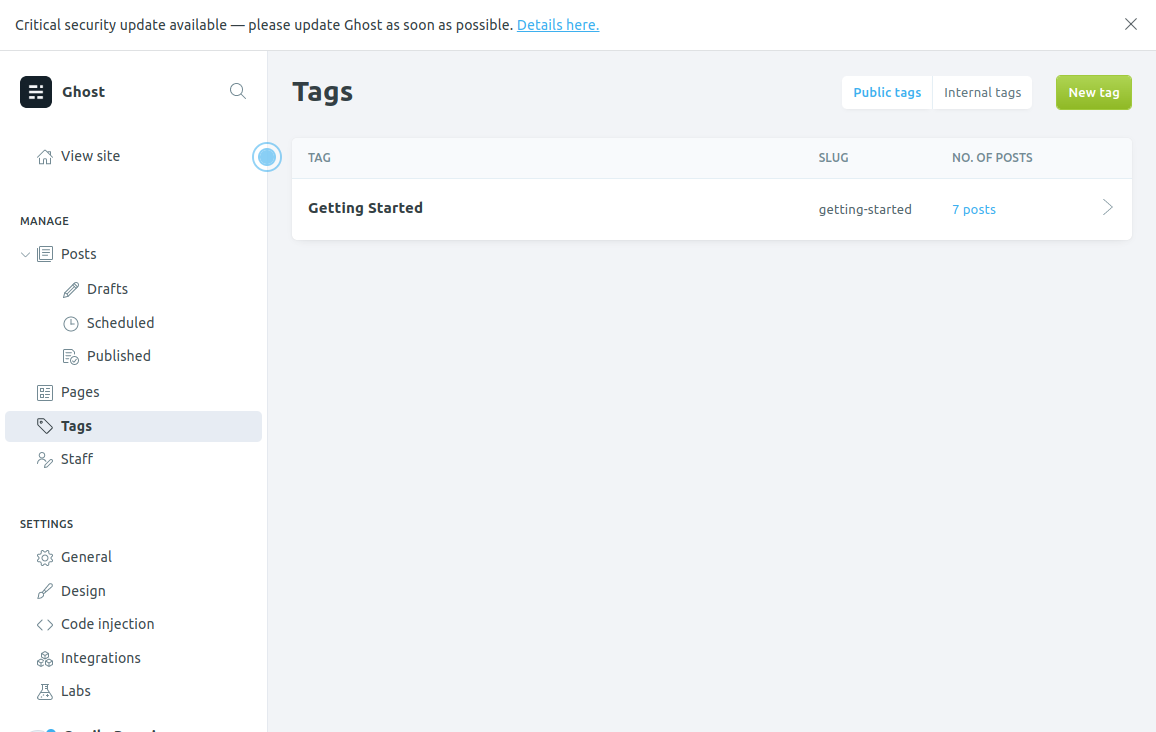 Critical security update available — please update Ghost as soon as possible. Details here.
Ghost
View site
MANAGE
Posts
Drafts
Scheduled
Published
Pages
Tags
Staff
SETTINGS
General
Design
Code injection
Integrations
Labs
Tags
Public tags
Internal tags
New tag
TAG SLUG NO. OF POSTS
Getting Started getting-started 7 posts